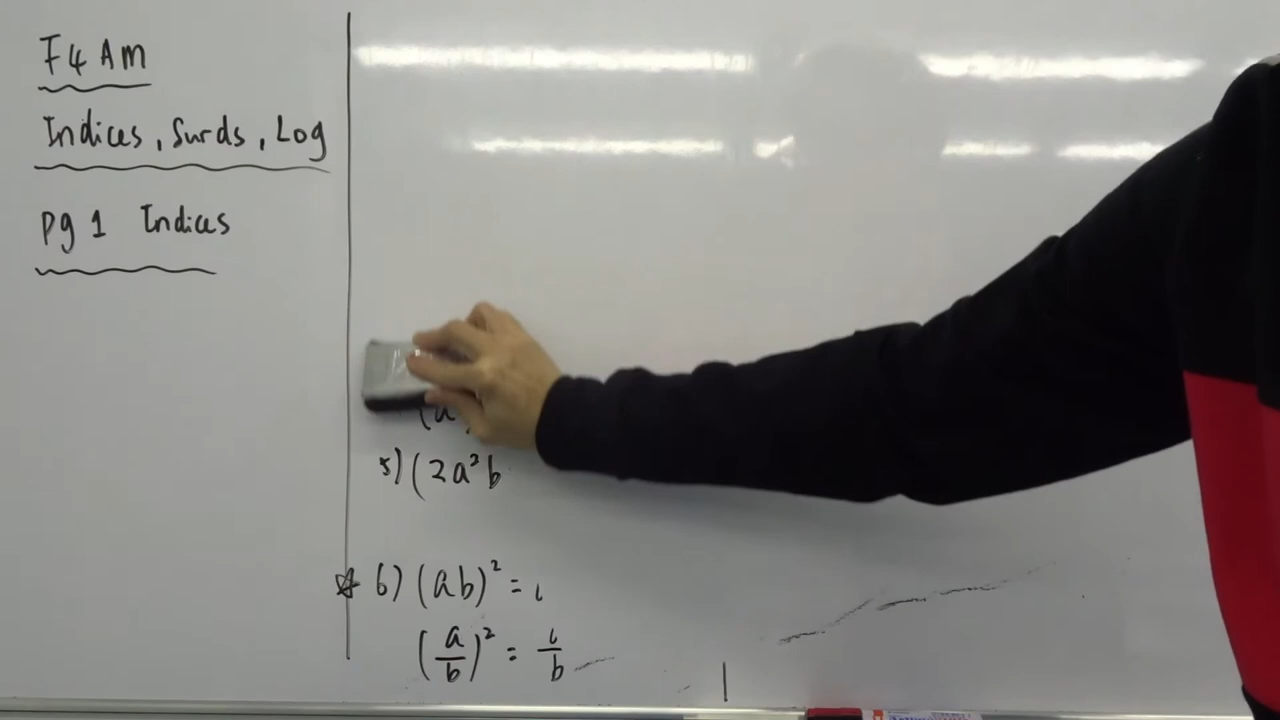 F4 AM
Indices, Surds, Log
Pg 1 Indices
(a
5) (2a² b
6) (ab)² =
(a/b)² = /b